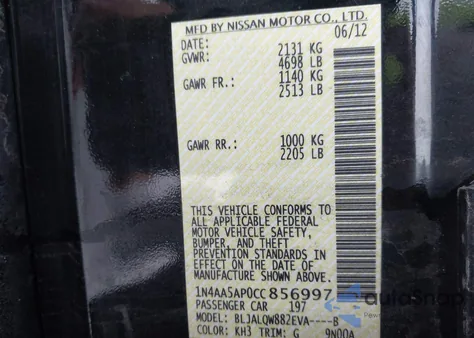 MFD BY NISSAN MOTOR CO., LTD.
DATE: 06/12
GVWR: 2131 KG
4698 LB
GAWR FR.: 1140 KG
2513 LB
GAWR RR.: 1000 KG
2205 LB
THIS VEHICLE CONFORMS TO
ALL APPLICABLE FEDERAL
MOTOR VEHICLE SAFETY,
BUMPER, AND THEFT
PREVENTION STANDARDS IN
EFFECT ON THE DATE OF
MANUFACTURE SHOWN ABOVE.
1N4AA5AP0CC856997
PASSENGER CAR 197
MODEL: BLJALQW882EVA----B
COLOR: KH3 TRIM: G 9N00A